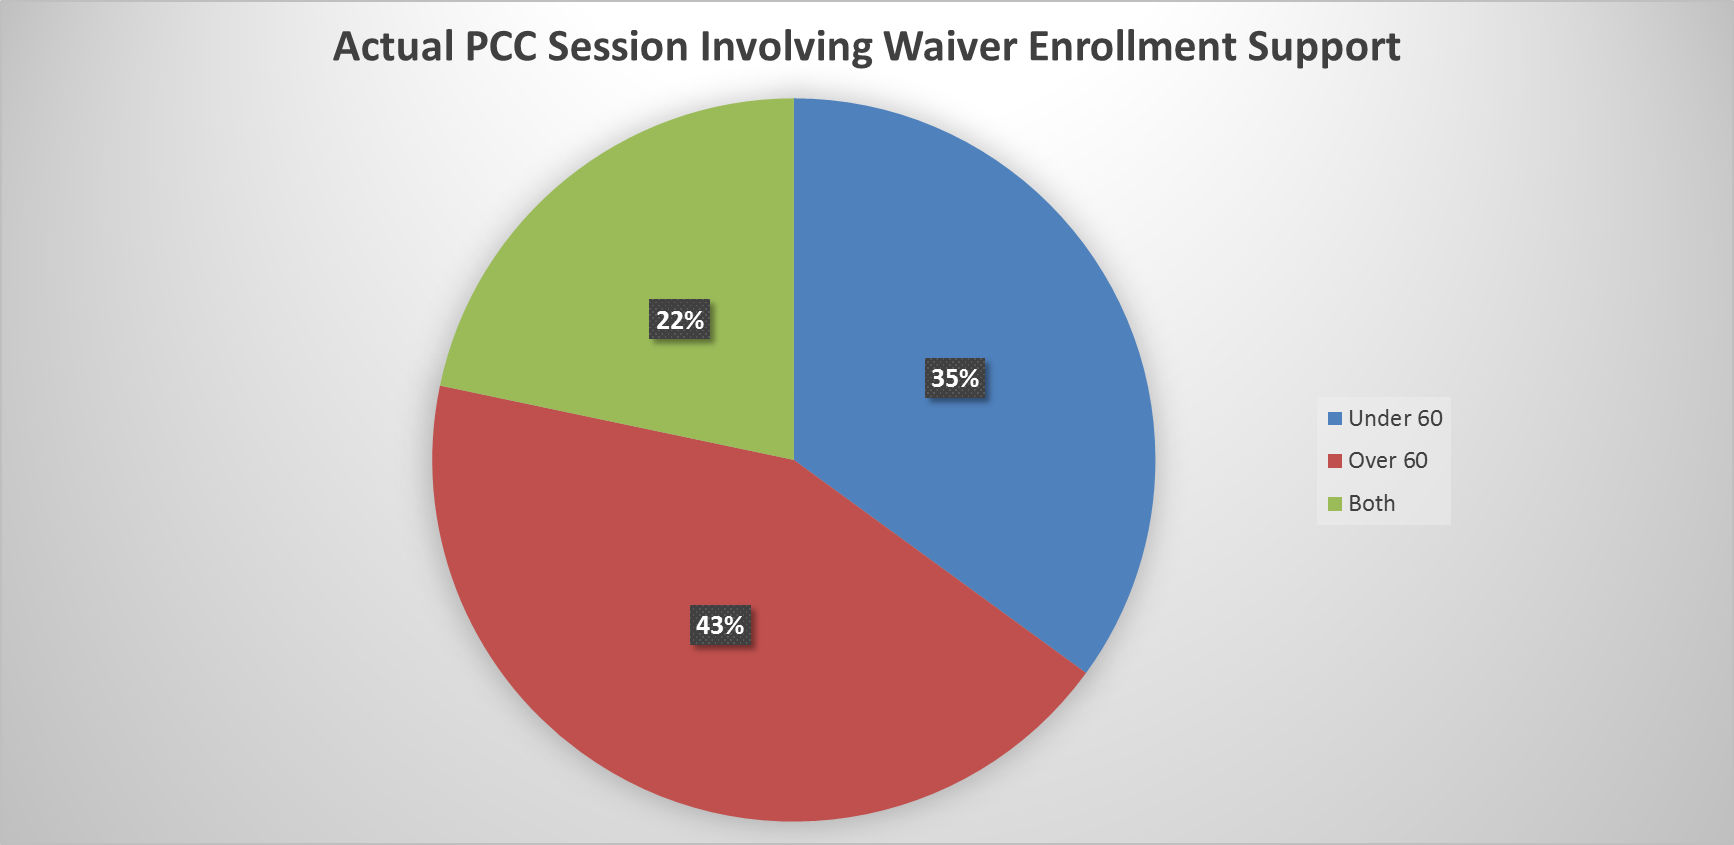 Actual PCC Session Involving Waiver Enrollment Support
22%
35%
43%
Under 60
Over 60
Both